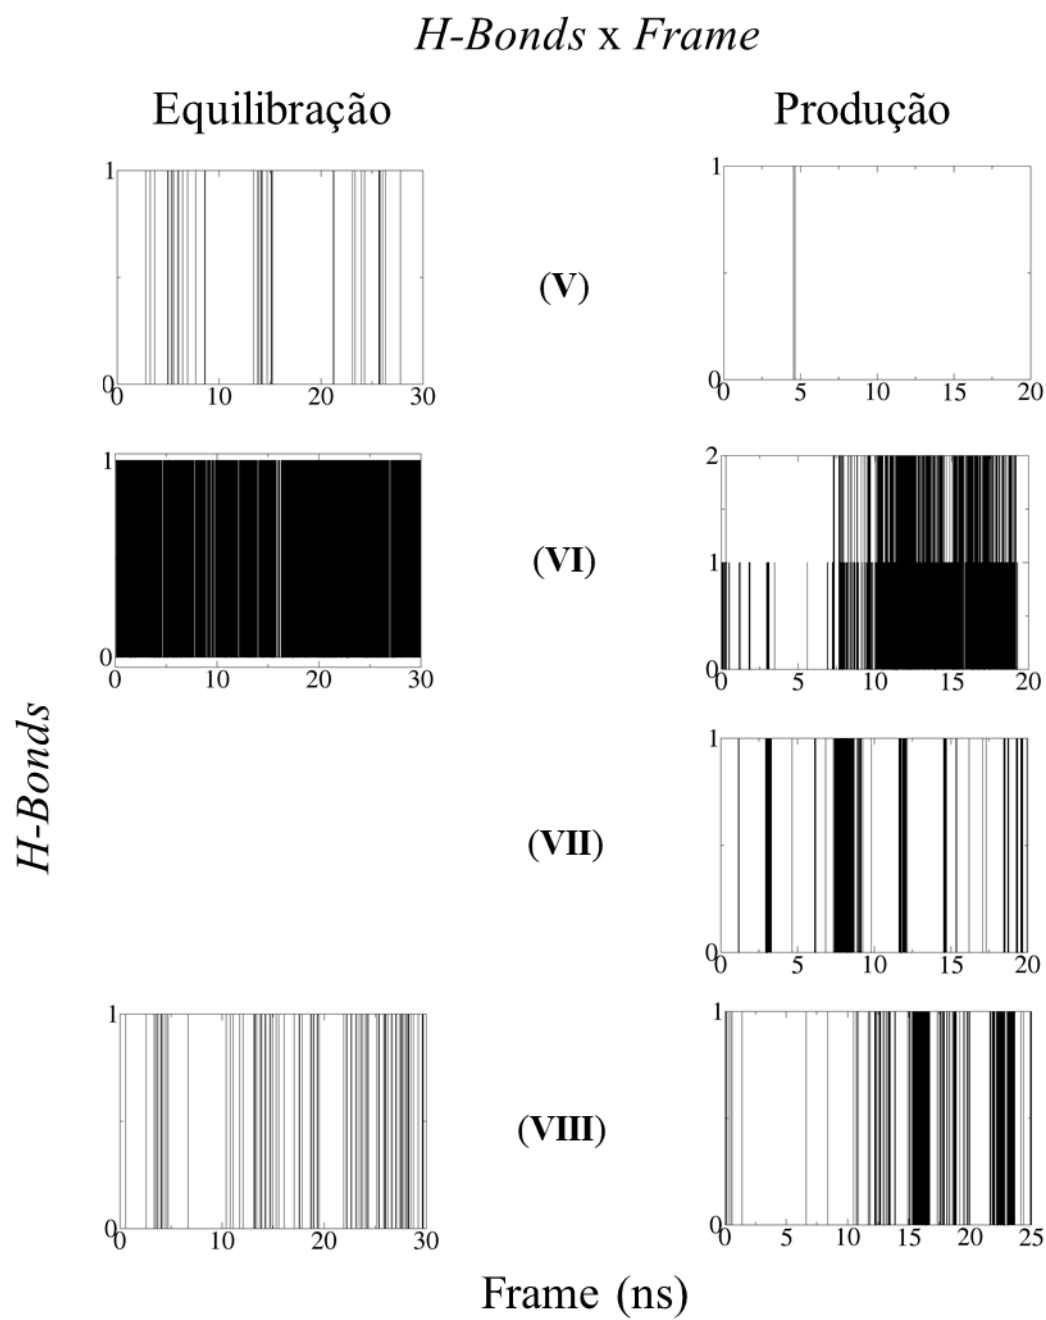 H-Bonds x Frame
Equilibração Produção
1 1
(V)
0 0
0 10 20 30 0 5 10 15 20
1 2
(VI) 1
0 0
0 10 20 30 0 5 10 15 20
H-Bonds
1
(VII)
0
0 5 10 15 20
1 1
(VIII)
0 0
0 10 20 30 0 5 10 15 20 25
Frame (ns)